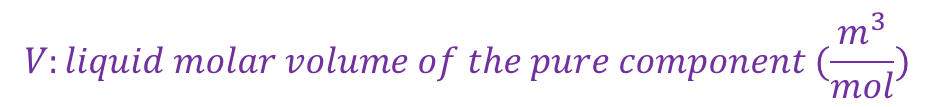 V: liquid molar volume of the pure component (m³/mol)